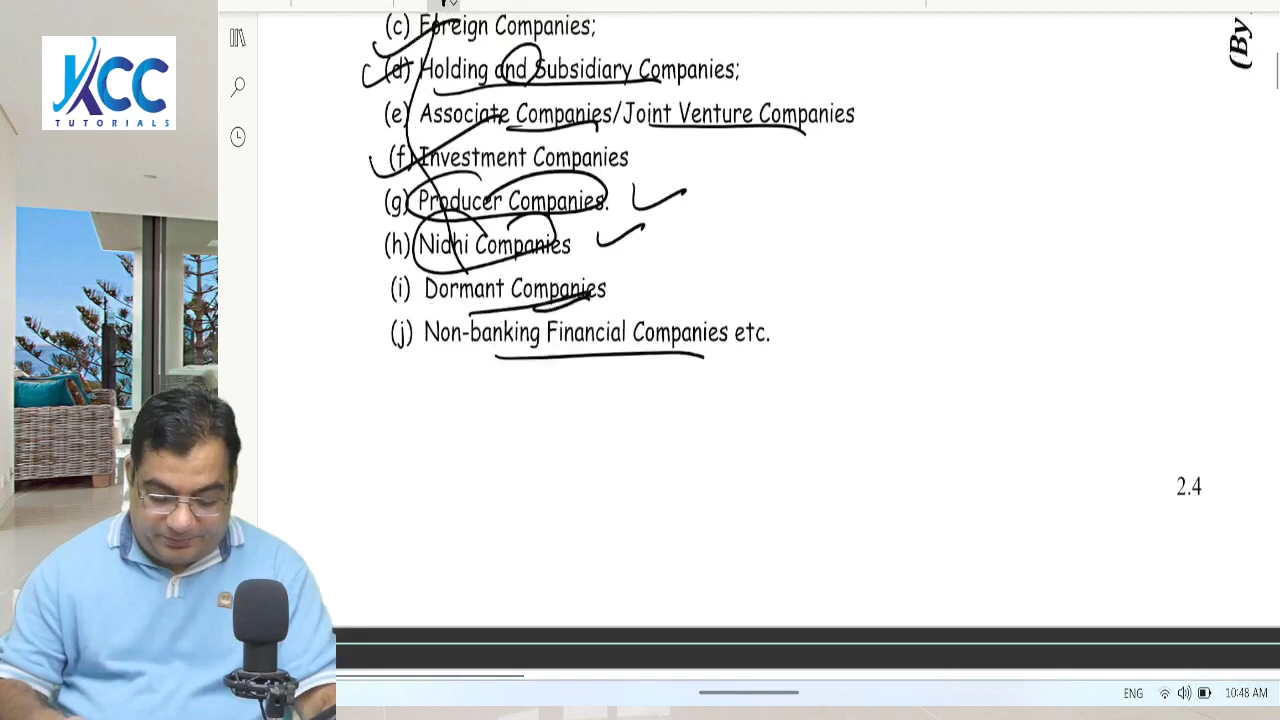 (By
(c) Foreign Companies;
KCC
TUTORIALS
(d) Holding and Subsidiary Companies;
(e) Associate Companies/Joint Venture Companies
(f) Investment Companies
(g) Producer Companies.
(h) Nidhi Companies
(i) Dormant Companies
(j) Non-banking Financial Companies etc.
2.4
ENG
10:48 AM